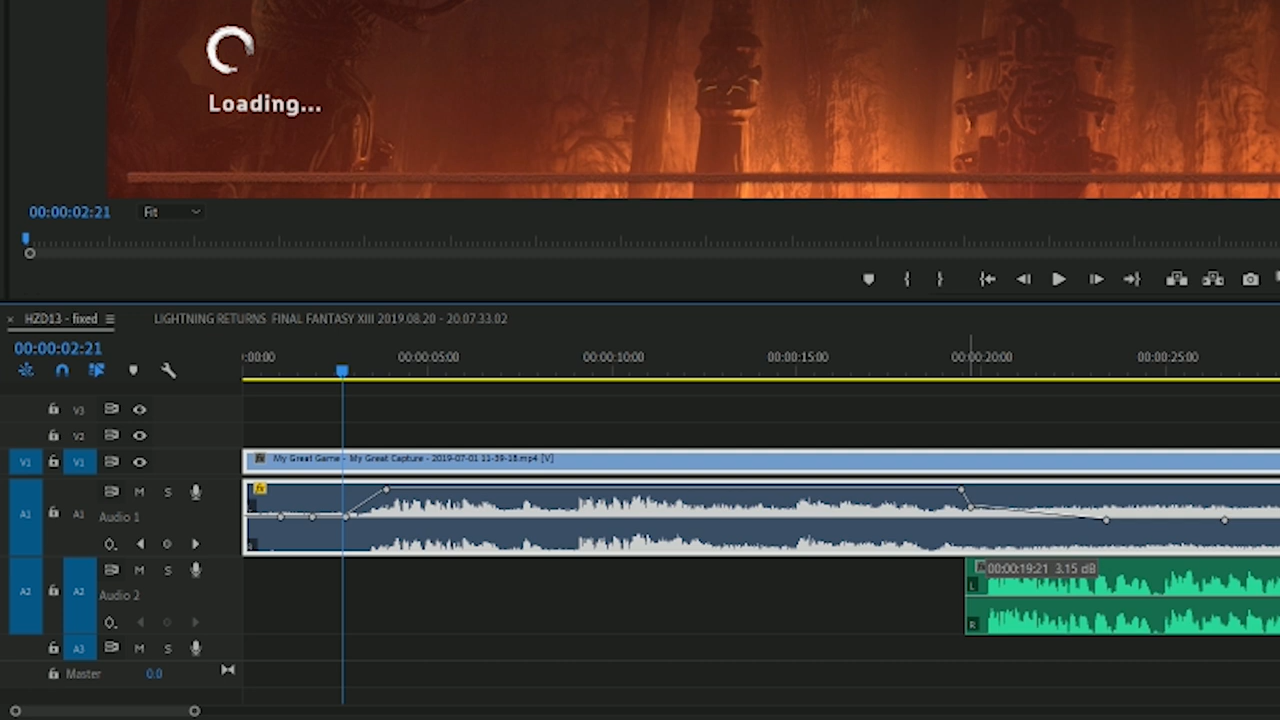 Loading...
00:00:02:21 Fit
× HZD13 - fixed LIGHTNING RETURNS FINAL FANTASY XIII 2019.08.20 - 20.07.33.02
00:00:02:21
:00:00 00:00:05:00 00:00:10:00 00:00:15:00 00:00:20:00 00:00:25:00
V3
V2
V1 V1 fx My Great Game - My Great Capture - 2019-07-01 11-39-18.mp4 [V]
M S fx
A1 A1 Audio 1
M S 00:00:19:21 3.15 dB
L
A2 A2 Audio 2
R
A3 M S
Master 0.0